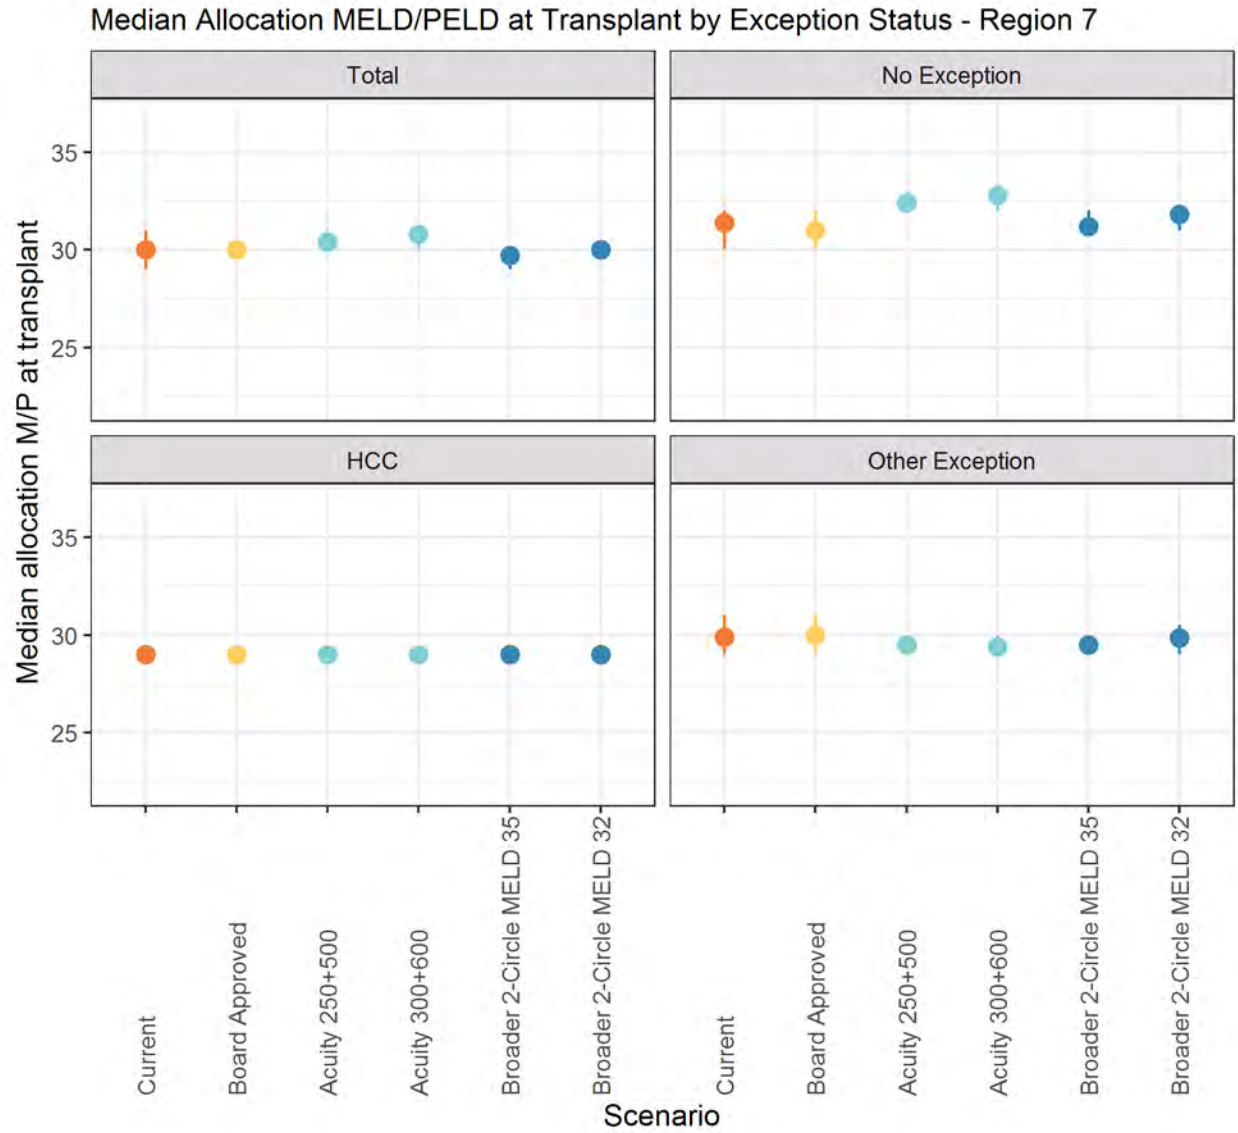 Median Allocation MELD/PELD at Transplant by Exception Status - Region 7
Total
No Exception
35
30
25
HCC
Other Exception
35
30
25
Median allocation M/P at transplant
Current
Board Approved
Acuity 250+500
Acuity 300+600
Broader 2-Circle MELD 35
Broader 2-Circle MELD 32
Current
Board Approved
Acuity 250+500
Acuity 300+600
Broader 2-Circle MELD 35
Broader 2-Circle MELD 32
Scenario